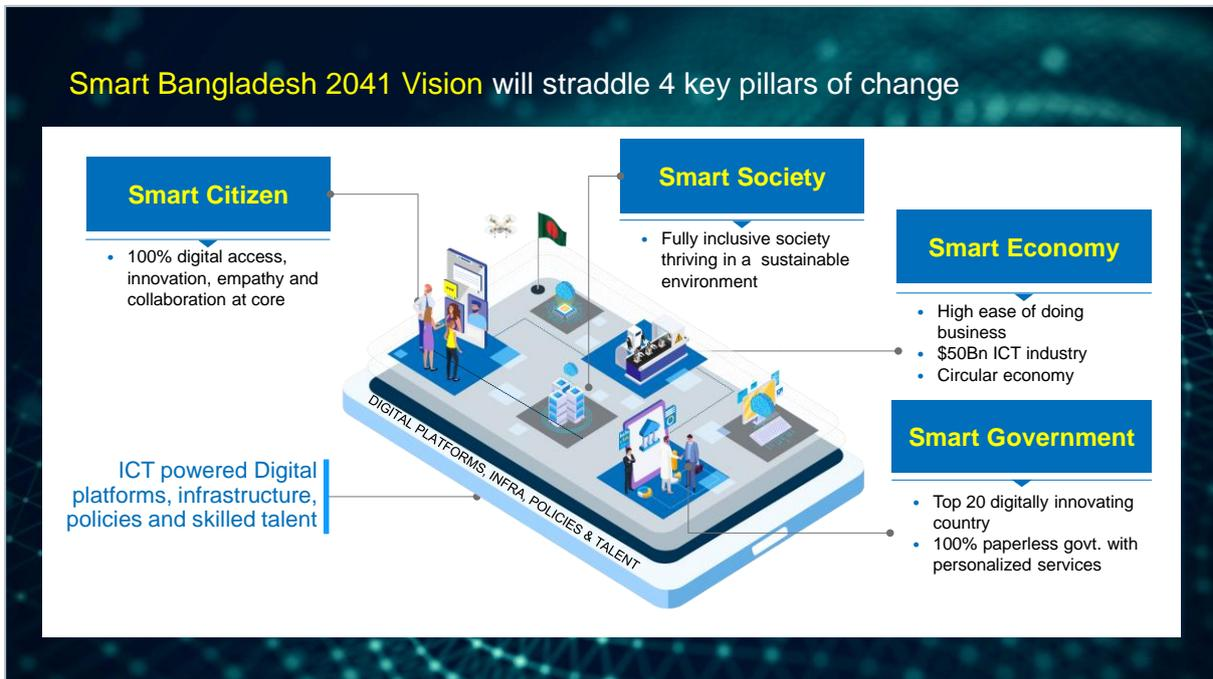 Smart Bangladesh 2041 Vision will straddle 4 key pillars of change
Smart Citizen
100% digital access,
innovation, empathy and
collaboration at core
Smart Society
Fully inclusive society
thriving in a sustainable
environment
Smart Economy
High ease of doing
business
$50Bn ICT industry
Circular economy
Smart Government
Top 20 digitally innovating
country
100% paperless govt. with
personalized services
ICT powered Digital
platforms, infrastructure,
policies and skilled talent
DIGITAL PLATFORMS, INFRA, POLICIES & TALENT